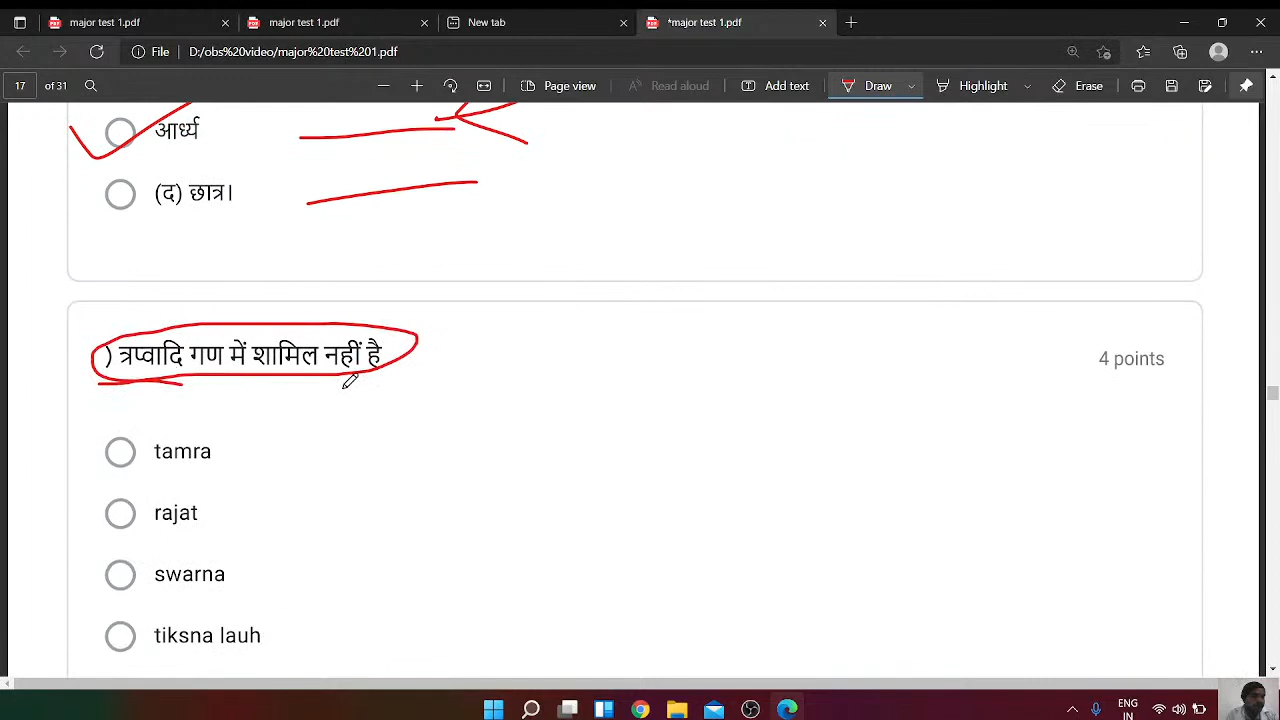 major test 1.pdf
major test 1.pdf
New tab
*mapor test 1.pdf
File D:/obs%20video/major%20test%201.pdf
17 of 31
Page view
Read aloud
Add text
Draw
Highlight
Erase
आर्ध्य
(द) छात्र।
) त्रप्वादि गण में शामिल नहीं है
4 points
tamra
rajat
swarna
tiksna lauh
ENG
IN